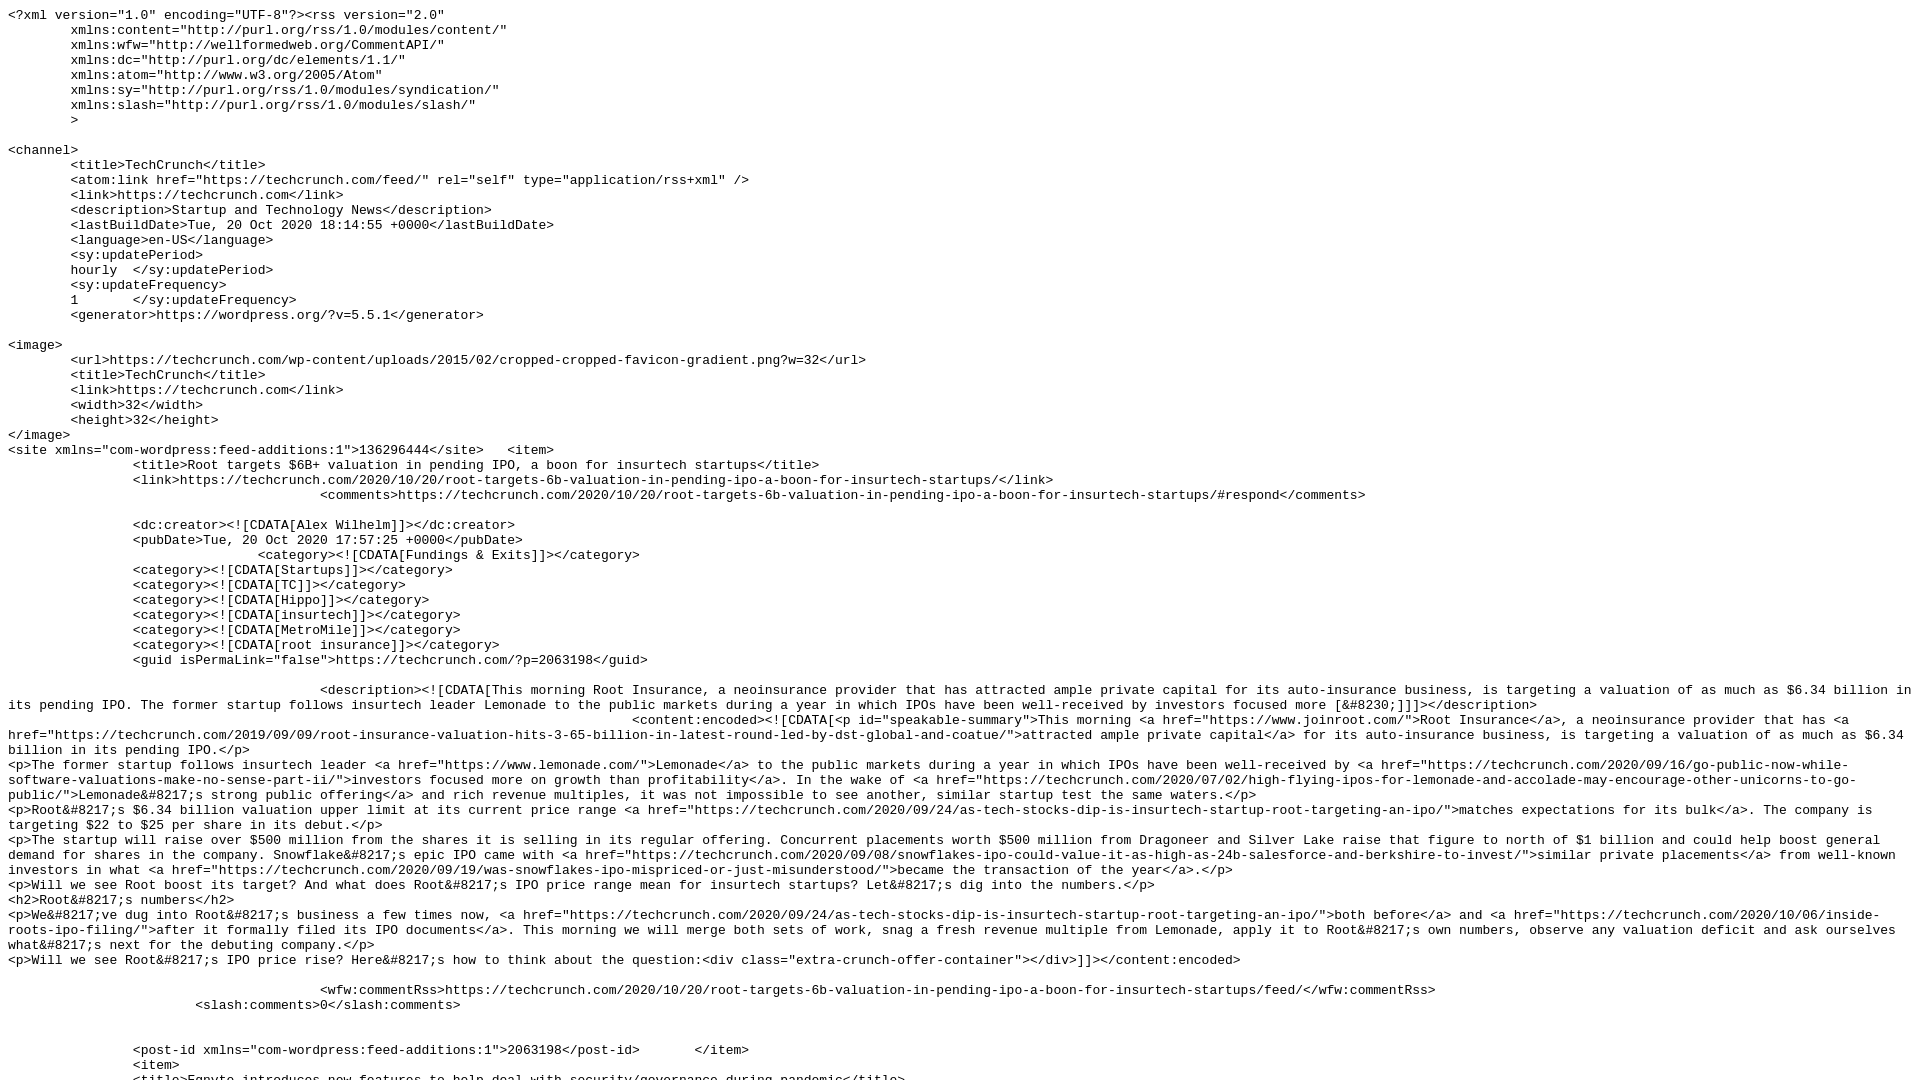 <?xml version="1.0" encoding="UTF-8"?><rss version="2.0"
xmlns:content="http://purl.org/rss/1.0/modules/content/"
xmlns:wfw="http://wellformedweb.org/CommentAPI/"
xmlns:dc="http://purl.org/dc/elements/1.1/"
xmlns:atom="http://www.w3.org/2005/Atom"
xmlns:sy="http://purl.org/rss/1.0/modules/syndication/"
xmlns:slash="http://purl.org/rss/1.0/modules/slash/"
>
<channel>
<title>TechCrunch</title>
<atom:link href="https://techcrunch.com/feed/" rel="self" type="application/rss+xml" />
<link>https://techcrunch.com</link>
<description>Startup and Technology News</description>
<lastBuildDate>Tue, 20 Oct 2020 18:14:55 +0000</lastBuildDate>
<language>en-US</language>
<sy:updatePeriod>
hourly	</sy:updatePeriod>
<sy:updateFrequency>
1	</sy:updateFrequency>
<generator>https://wordpress.org/?v=5.5.1</generator>
<image>
<url>https://techcrunch.com/wp-content/uploads/2015/02/cropped-cropped-favicon-gradient.png?w=32</url>
<title>TechCrunch</title>
<link>https://techcrunch.com</link>
<width>32</width>
<height>32</height>
</image>
<site xmlns="com-wordpress:feed-additions:1">136296444</site>	<item>
<title>Root targets $6B+ valuation in pending IPO, a boon for insurtech startups</title>
<link>https://techcrunch.com/2020/10/20/root-targets-6b-valuation-in-pending-ipo-a-boon-for-insurtech-startups/</link>
<comments>https://techcrunch.com/2020/10/20/root-targets-6b-valuation-in-pending-ipo-a-boon-for-insurtech-startups/#respond</comments>
<dc:creator><![CDATA[Alex Wilhelm]]></dc:creator>
<pubDate>Tue, 20 Oct 2020 17:57:25 +0000</pubDate>
<category><![CDATA[Fundings & Exits]]></category>
<category><![CDATA[Startups]]></category>
<category><![CDATA[TC]]></category>
<category><![CDATA[Hippo]]></category>
<category><![CDATA[insurtech]]></category>
<category><![CDATA[MetroMile]]></category>
<category><![CDATA[root insurance]]></category>
<guid isPermaLink="false">https://techcrunch.com/?p=2063198</guid>
<description><![CDATA[This morning Root Insurance, a neoinsurance provider that has attracted ample private capital for its auto-insurance business, is targeting a valuation of as much as $6.34 billion in
its pending IPO. The former startup follows insurtech leader Lemonade to the public markets during a year in which IPOs have been well-received by investors focused more [&#8230;]]]></description>
<content:encoded><![CDATA[<p id="speakable-summary">This morning <a href="https://www.joinroot.com/">Root Insurance</a>, a neoinsurance provider that has <a
href="https://techcrunch.com/2019/09/09/root-insurance-valuation-hits-3-65-billion-in-latest-round-led-by-dst-global-and-coatue/">attracted ample private capital</a> for its auto-insurance business, is targeting a valuation of as much as $6.34
billion in its pending IPO.</p>
<p>The former startup follows insurtech leader <a href="https://www.lemonade.com/">Lemonade</a> to the public markets during a year in which IPOs have been well-received by <a href="https://techcrunch.com/2020/09/16/go-public-now-while-
software-valuations-make-no-sense-part-ii/">investors focused more on growth than profitability</a>. In the wake of <a href="https://techcrunch.com/2020/07/02/high-flying-ipos-for-lemonade-and-accolade-may-encourage-other-unicorns-to-go-
public/">Lemonade&#8217;s strong public offering</a> and rich revenue multiples, it was not impossible to see another, similar startup test the same waters.</p>
<p>Root&#8217;s $6.34 billion valuation upper limit at its current price range <a href="https://techcrunch.com/2020/09/24/as-tech-stocks-dip-is-insurtech-startup-root-targeting-an-ipo/">matches expectations for its bulk</a>. The company is
targeting $22 to $25 per share in its debut.</p>
<p>The startup will raise over $500 million from the shares it is selling in its regular offering. Concurrent placements worth $500 million from Dragoneer and Silver Lake raise that figure to north of $1 billion and could help boost general
demand for shares in the company. Snowflake&#8217;s epic IPO came with <a href="https://techcrunch.com/2020/09/08/snowflakes-ipo-could-value-it-as-high-as-24b-salesforce-and-berkshire-to-invest/">similar private placements</a> from well-known
investors in what <a href="https://techcrunch.com/2020/09/19/was-snowflakes-ipo-mispriced-or-just-misunderstood/">became the transaction of the year</a>.</p>
<p>Will we see Root boost its target? And what does Root&#8217;s IPO price range mean for insurtech startups? Let&#8217;s dig into the numbers.</p>
<h2>Root&#8217;s numbers</h2>
<p>We&#8217;ve dug into Root&#8217;s business a few times now, <a href="https://techcrunch.com/2020/09/24/as-tech-stocks-dip-is-insurtech-startup-root-targeting-an-ipo/">both before</a> and <a href="https://techcrunch.com/2020/10/06/inside-
roots-ipo-filing/">after it formally filed its IPO documents</a>. This morning we will merge both sets of work, snag a fresh revenue multiple from Lemonade, apply it to Root&#8217;s own numbers, observe any valuation deficit and ask ourselves
what&#8217;s next for the debuting company.</p>
<p>Will we see Root&#8217;s IPO price rise? Here&#8217;s how to think about the question:<div class="extra-crunch-offer-container"></div>]]></content:encoded>
<wfw:commentRss>https://techcrunch.com/2020/10/20/root-targets-6b-valuation-in-pending-ipo-a-boon-for-insurtech-startups/feed/</wfw:commentRss>
<slash:comments>0</slash:comments>
<post-id xmlns="com-wordpress:feed-additions:1">2063198</post-id>	</item>
<item>
<title>Egnyte introduces new features to help deal with security/governance during pandemic</title>